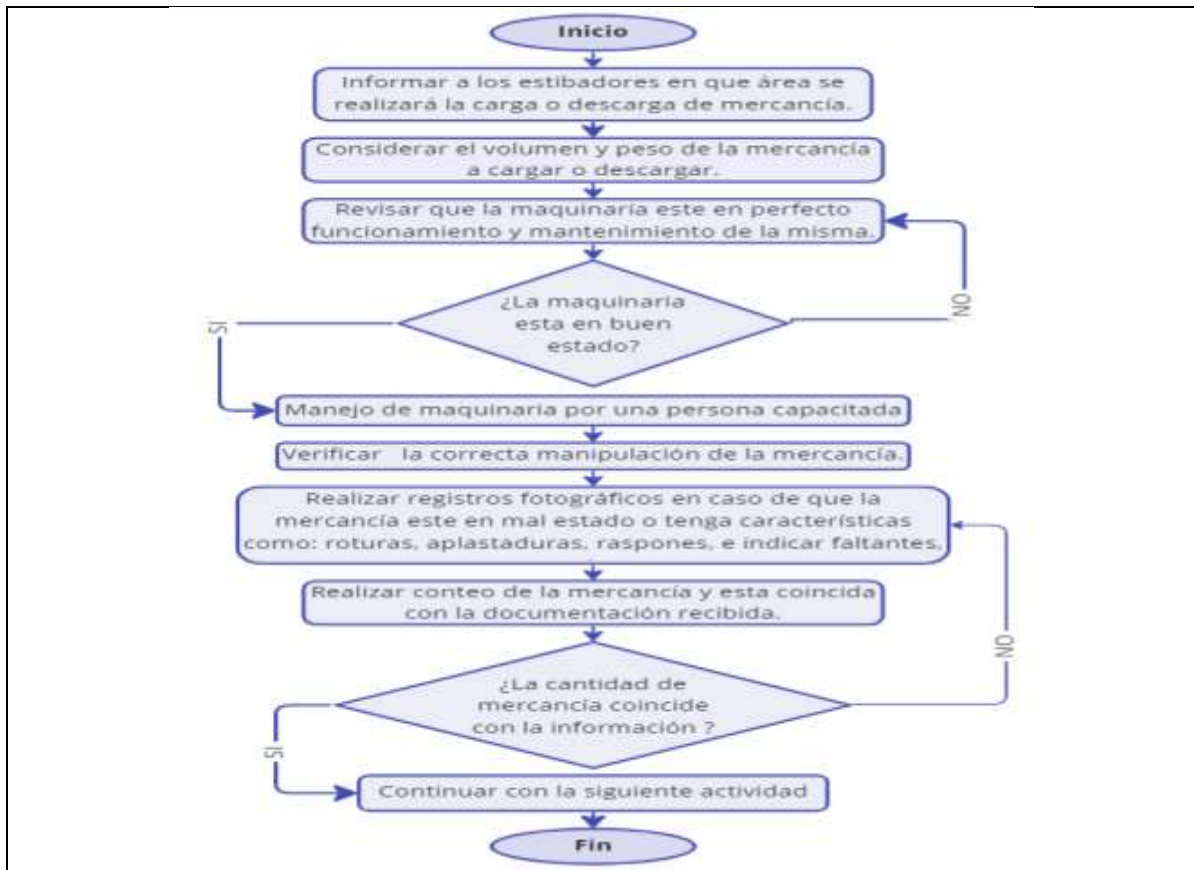 Inicio
Informar a los estibadores en que área se
realizará la carga o descarga de mercancía.
Considerar el volumen y peso de la mercancía
a cargar o descargar.
Revisar que la maquinaría este en perfecto
funcionamiento y mantenimiento de la misma.
¿La maquinaría
esta en buen
estado?
SI
NO
Manejo de maquinaria por una persona capacitada
Verificar la correcta manipulación de la mercancía.
Realizar registros fotográficos en caso de que la
mercancía este en mal estado o tenga características
como: roturas, aplastaduras, raspones, e indicar faltantes.
Realizar conteo de la mercancía y esta coincida
con la documentación recibida.
¿La cantidad de
mercancía coincide
con la información ?
NO
SI
Continuar con la siguiente actividad
Fin